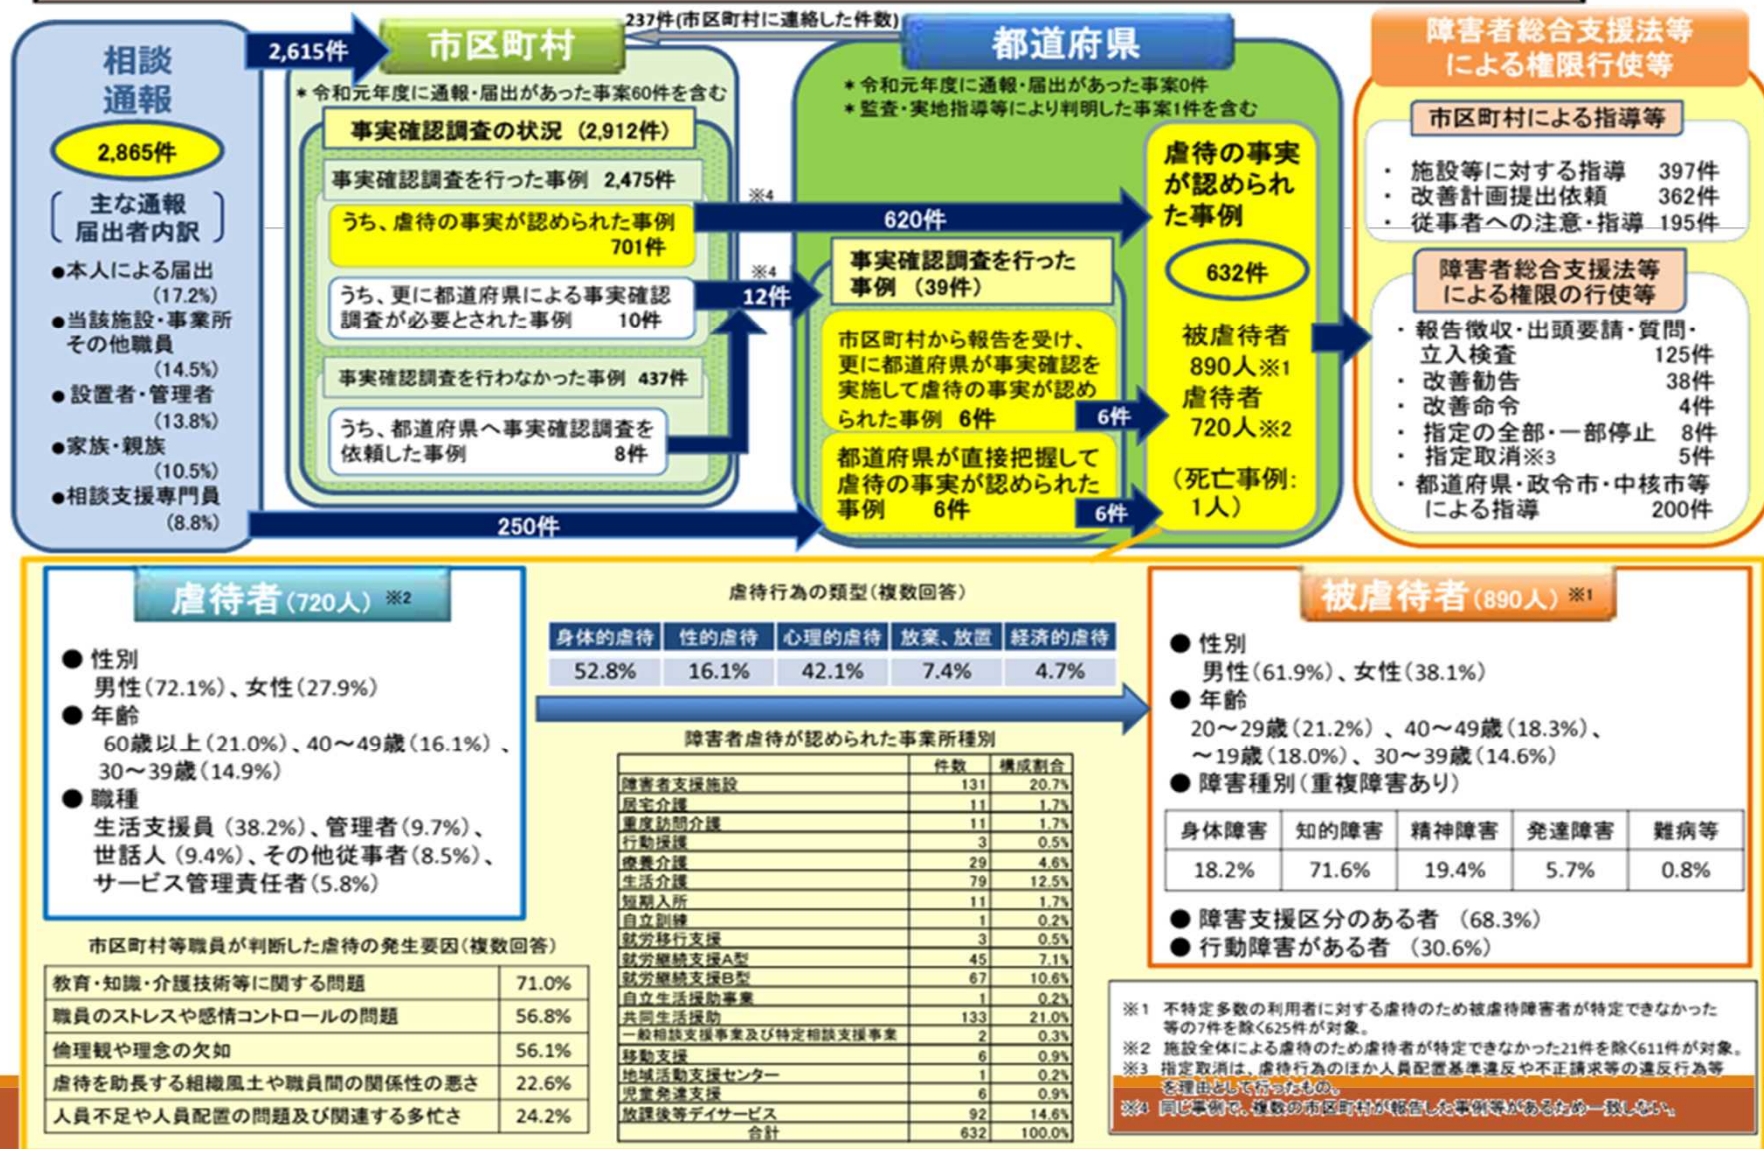 237件(市区町村に連絡した件数)
相談
通報
2,865件
主な通報
届出者内訳
●本人による届出
(17.2%)
●当該施設・事業所
その他職員
(14.5%)
●設置者・管理者
(13.8%)
●家族・親族
(10.5%)
●相談支援専門員
(8.8%)
2,615件
250件
市区町村
*令和元年度に通報・届出があった事案60件を含む
事実確認調査の状況 (2,912件)
事実確認調査を行った事例 2,475件
うち、虐待の事実が認められた事例
701件
うち、更に都道府県による事実確認
調査が必要とされた事例 10件
事実確認調査を行わなかった事例 437件
うち、都道府県へ事実確認調査を
依頼した事例 8件
※4
620件
※4
12件
都道府県
*令和元年度に通報・届出があった事案0件
*監査・実地指導等により判明した事案1件を含む
事実確認調査を行った
事例 (39件)
市区町村から報告を受け、
更に都道府県が事実確認を
実施して虐待の事実が認め
られた事例 6件
6件
都道府県が直接把握して
虐待の事実が認められた
事例 6件
6件
虐待の事実
が認められ
た事例
632件
被虐待者
890人※1
虐待者
720人※2
(死亡事例:
1人)
障害者総合支援法等
による権限行使等
市区町村による指導等
・ 施設等に対する指導 397件
・ 改善計画提出依頼 362件
・ 従事者への注意・指導 195件
障害者総合支援法等
による権限の行使等
・ 報告徴収・出頭要請・質問・
立入検査 125件
・ 改善勧告 38件
・ 改善命令 4件
・ 指定の全部・一部停止 8件
・ 指定取消※3 5件
・ 都道府県・政令市・中核市等
による指導 200件
虐待者(720人) ※2
● 性別
男性(72.1%)、女性(27.9%)
● 年齢
60歳以上(21.0%)、40～49歳(16.1%)、
30～39歳(14.9%)
● 職種
生活支援員 (38.2%)、管理者(9.7%)、
世話人 (9.4%)、その他従事者(8.5%)、
サービス管理責任者(5.8%)
市区町村等職員が判断した虐待の発生要因(複数回答)
教育・知識・介護技術等に関する問題 71.0%
職員のストレスや感情コントロールの問題 56.8%
倫理観や理念の欠如 56.1%
虐待を助長する組織風土や職員間の関係性の悪さ 22.6%
人員不足や人員配置の問題及び関連する多忙さ 24.2%
虐待行為の類型(複数回答)
身体的虐待 性的虐待 心理的虐待 放棄、放置 経済的虐待
52.8% 16.1% 42.1% 7.4% 4.7%
障害者虐待が認められた事業所種別
件数 構成割合
障害者支援施設 131 20.7%
居宅介護 11 1.7%
重度訪問介護 11 1.7%
行動援護 3 0.5%
療養介護 29 4.6%
生活介護 79 12.5%
短期入所 11 1.7%
自立訓練 1 0.2%
就労移行支援 3 0.5%
就労継続支援A型 45 7.1%
就労継続支援B型 67 10.6%
自立生活援助事業 1 0.2%
共同生活援助 133 21.0%
一般相談支援事業及び特定相談支援事業 2 0.3%
移動支援 6 0.9%
地域活動支援センター 1 0.2%
児童発達支援 6 0.9%
放課後等デイサービス 92 14.6%
合計 632 100.0%
被虐待者(890人) ※1
● 性別
男性(61.9%)、女性(38.1%)
● 年齢
20～29歳(21.2%) 、40～49歳(18.3%)、
～19歳(18.0%)、30～39歳(14.6%)
● 障害種別(重複障害あり)
身体障害 知的障害 精神障害 発達障害 難病等
18.2% 71.6% 19.4% 5.7% 0.8%
● 障害支援区分のある者 (68.3%)
● 行動障害がある者 (30.6%)
※1 不特定多数の利用者に対する虐待のため被虐待障害者が特定できなかった
等の7件を除く625件が対象。
※2 施設全体による虐待のため虐待者が特定できなかった21件を除く611件が対象。
※3 指定取消は、虐待行為のほか人員配置基準違反や不正請求等の違反行為等
を理由として行ったもの。
※4 同じ事例で、複数の市区町村が報告した事例等があるため一致しない。